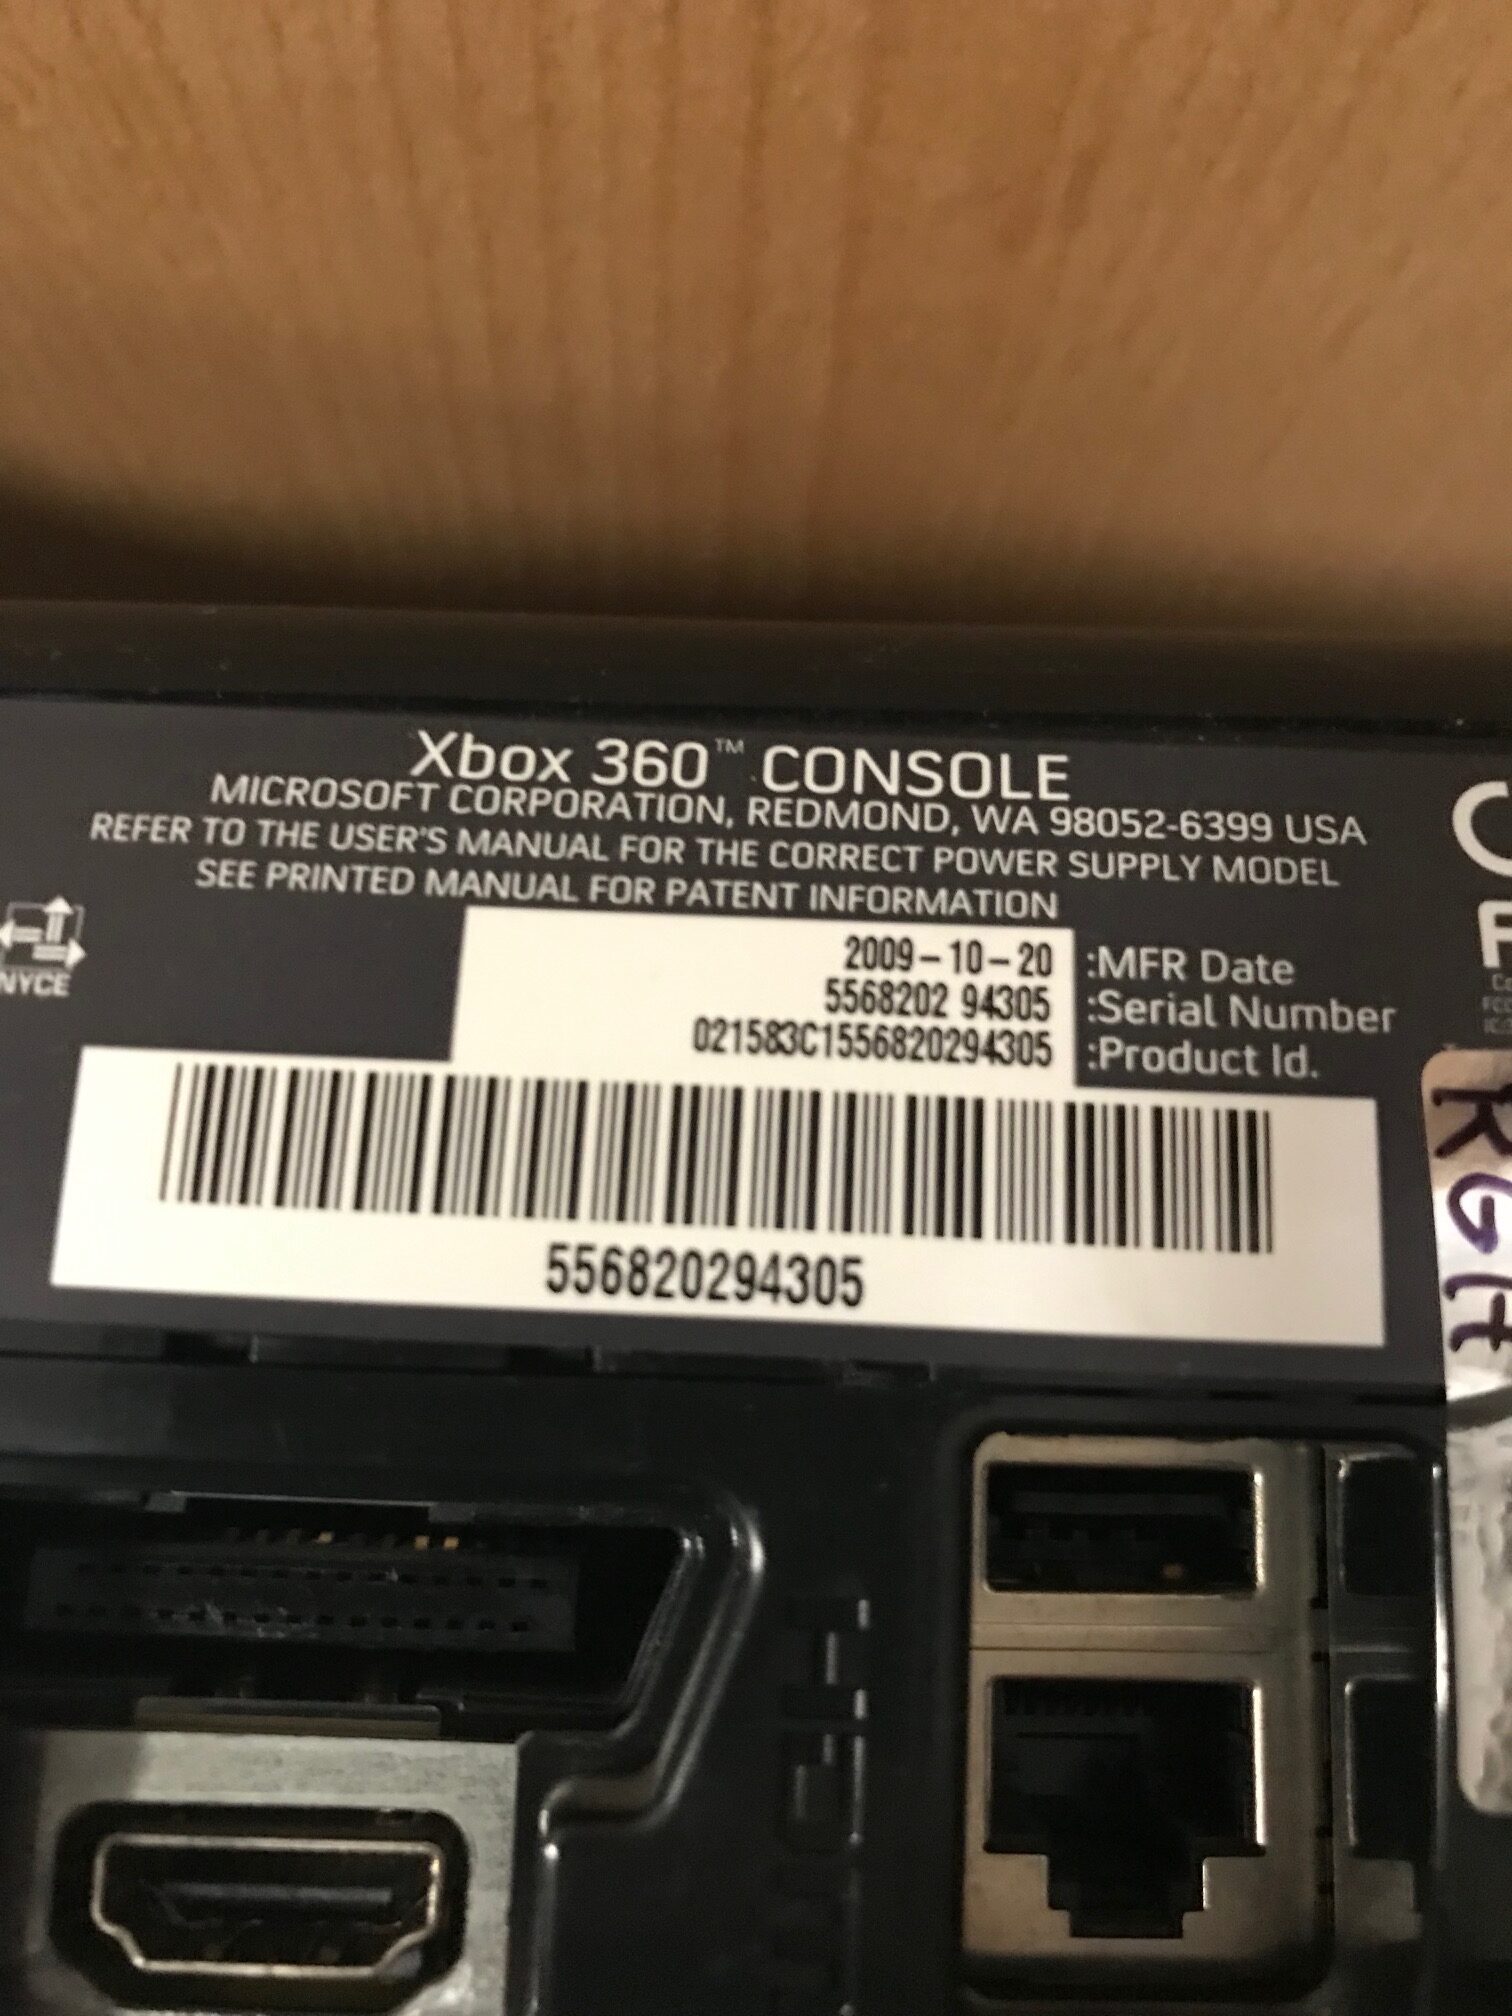 Xbox 360™ CONSOLE
MICROSOFT CORPORATION, REDMOND, WA 98052-6399 USA
REFER TO THE USER'S MANUAL FOR THE CORRECT POWER SUPPLY MODEL
SEE PRINTED MANUAL FOR PATENT INFORMATION
NYCE
2009-10-20 :MFR Date
5568202 94305 :Serial Number
021583C1556820294305 :Product Id.
556820294305